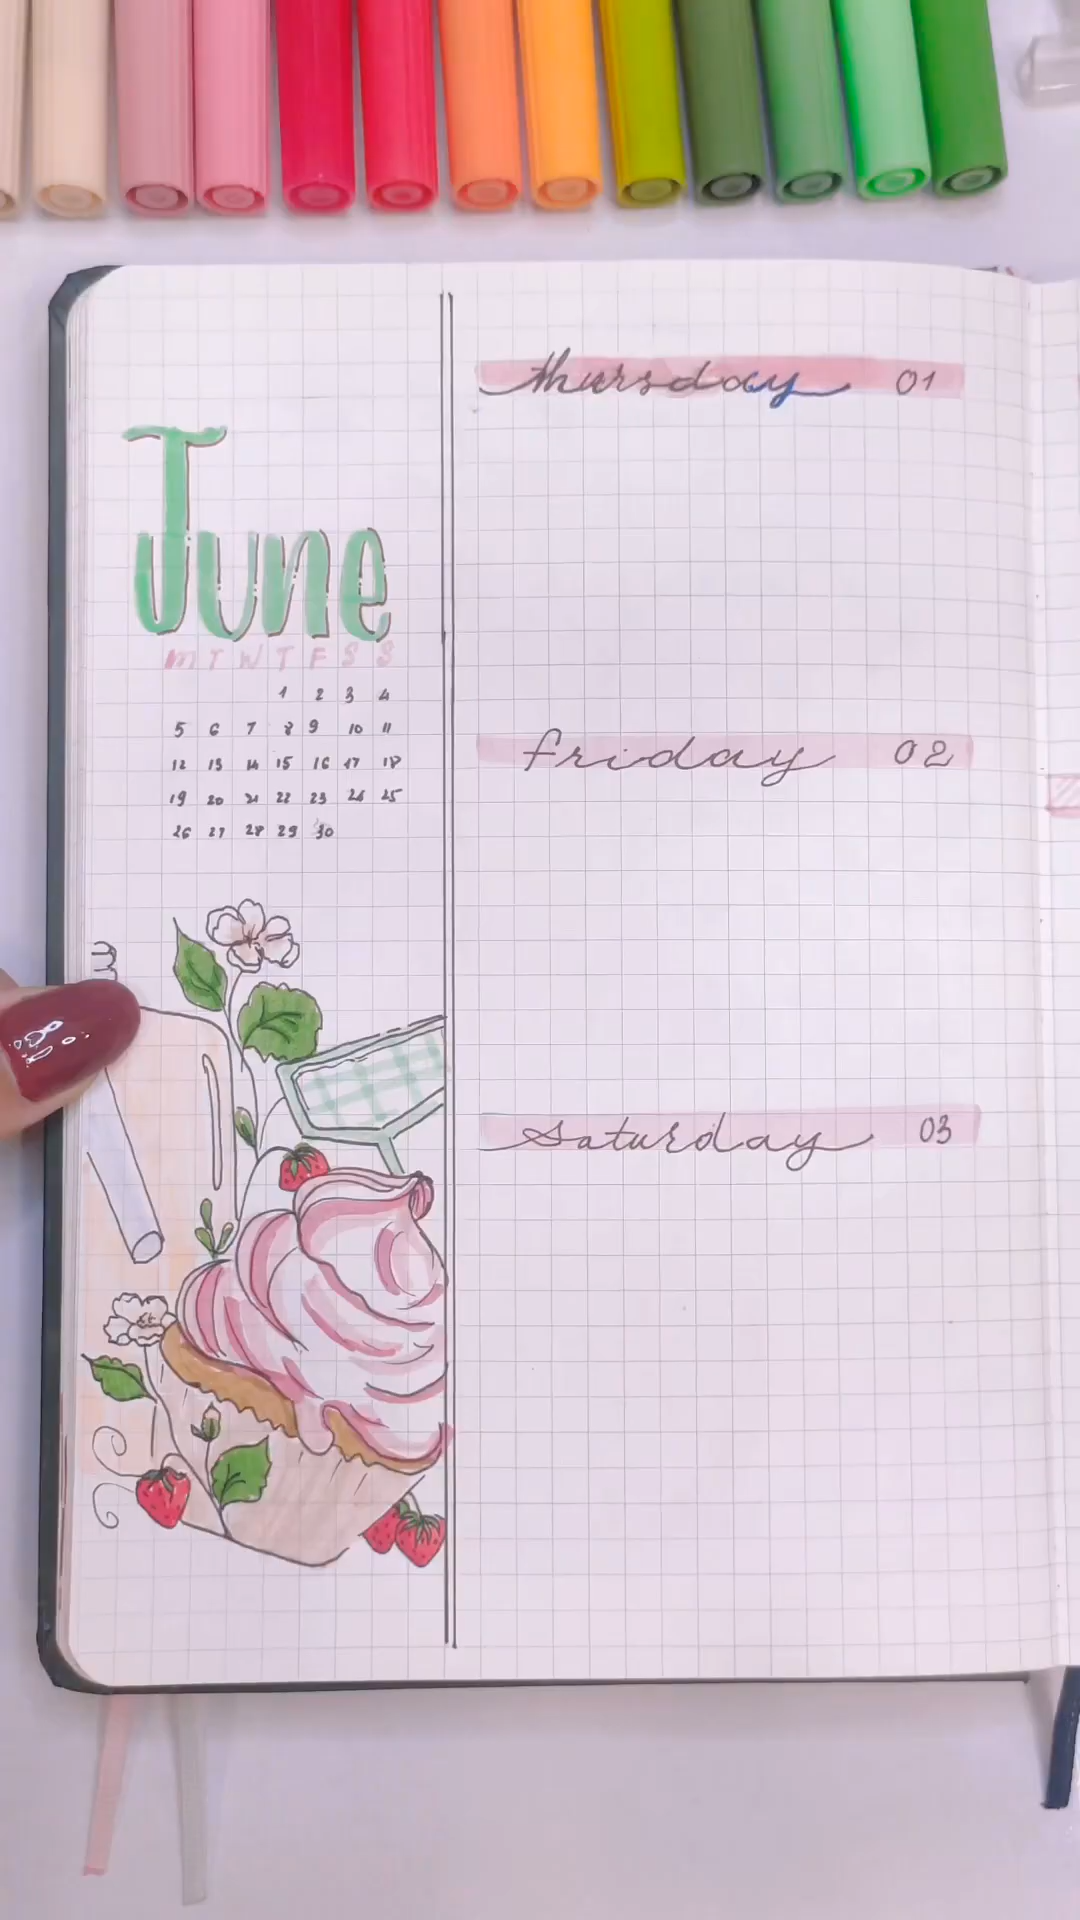 June
M T W T F S S
1 2 3 4
5 6 7 8 9 10 11
12 13 14 15 16 17 18
19 20 21 22 23 24 25
26 27 28 29 30
thursday 01
friday 02
saturday 03